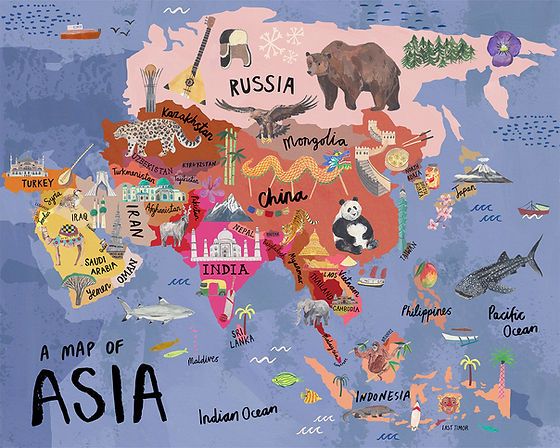 RUSSIA
Kazakhstan
Mongolia
UZBEKISTAN
KYRGYZSTAN
Turkmenistan
Tajikistan
TURKEY
Syria
IRAQ
IRAN
Afghanistan
Pakistan
China
NORTH
KOREA
Japan
TAIWAN
NEPAL
INDIA
SAUDI
ARABIA
OMAN
Yemen
Myanmar
LAOS
THAILAND
Vietnam
CAMBODIA
Philippines
Pacific
Ocean
SRI
LANKA
Maldives
Malaysia
INDONESIA
EAST TIMOR
Indian Ocean
A MAP OF
ASIA